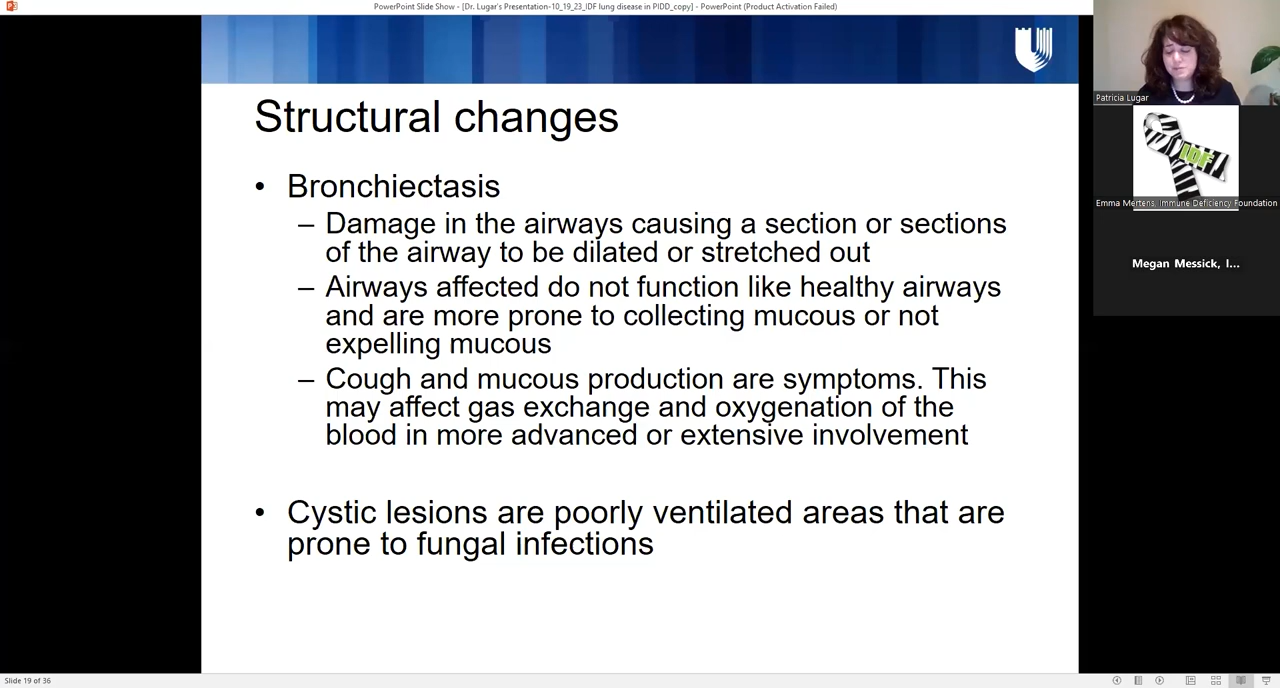 PowerPoint Slide Show - [Dr. Lugar's Presentation-10_19_23_IDF lung disease in PIDD_copy] - PowerPoint (Product Activation Failed)
Structural changes
• Bronchiectasis
– Damage in the airways causing a section or sections
of the airway to be dilated or stretched out
– Airways affected do not function like healthy airways
and are more prone to collecting mucous or not
expelling mucous
– Cough and mucous production are symptoms. This
may affect gas exchange and oxygenation of the
blood in more advanced or extensive involvement
• Cystic lesions are poorly ventilated areas that are
prone to fungal infections
Patricia Lugar
IDF
Emma Mertens, Immune Deficiency Foundation
Megan Messick, I...
Slide 19 of 36